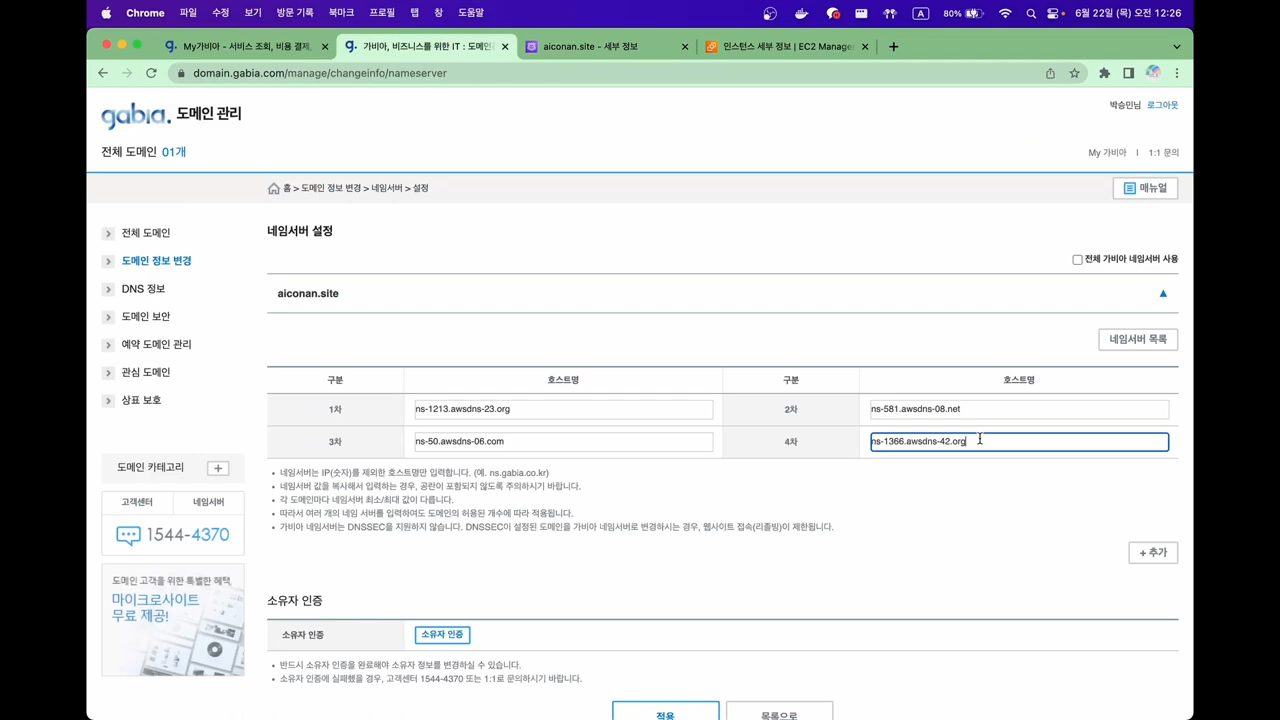 Chrome 파일 수정 보기 방문 기록 북마크 프로필 탭 창 도움말 A 80% 6월 22일 (목) 오전 12:26
My가비아 - 서비스 조회, 비용 결제, 가비아, 비즈니스를 위한 IT : 도메인 aiconan.site - 세부 정보 인스턴스 세부 정보 | EC2 Manage
domain.gabia.com/manage/changeinfo/nameserver
gabia. 도메인 관리
박승민님 로그아웃
전체 도메인 01개
My 가비아 | 1:1 문의
홈 > 도메인 정보 변경 > 네임서버 > 설정
매뉴얼
전체 도메인
도메인 정보 변경
DNS 정보
도메인 보안
예약 도메인 관리
관심 도메인
상표 보호
도메인 카테고리 +
고객센터 네임서버
1544-4370
도메인 고객을 위한 특별한 혜택,
마이크로사이트
무료 제공!
네임서버 설정
전체 가비아 네임서버 사용
aiconan.site
네임서버 목록
구분 호스트명 구분 호스트명
1차 ns-1213.awsdns-23.org 2차 ns-581.awsdns-08.net
3차 ns-50.awsdns-06.com 4차 ns-1366.awsdns-42.org
• 네임서버는 IP(숫자)를 제외한 호스트명만 입력합니다. (예. ns.gabia.co.kr)
• 네임서버 값을 복사해서 입력하는 경우, 공란이 포함되지 않도록 주의하시기 바랍니다.
• 각 도메인마다 네임서버 최소/최대 값이 다릅니다.
• 따라서 여러 개의 네임 서버를 입력하여도 도메인의 허용된 개수에 따라 적용됩니다.
• 가비아 네임서버는 DNSSEC을 지원하지 않습니다. DNSSEC이 설정된 도메인을 가비아 네임서버로 변경하시는 경우, 웹사이트 접속(리졸빙)이 제한됩니다.
+ 추가
소유자 인증
소유자 인증 소유자 인증
• 반드시 소유자 인증을 완료해야 소유자 정보를 변경하실 수 있습니다.
• 소유자 인증에 실패했을 경우, 고객센터 1544-4370 또는 1:1로 문의하시기 바랍니다.
적용 목록으로